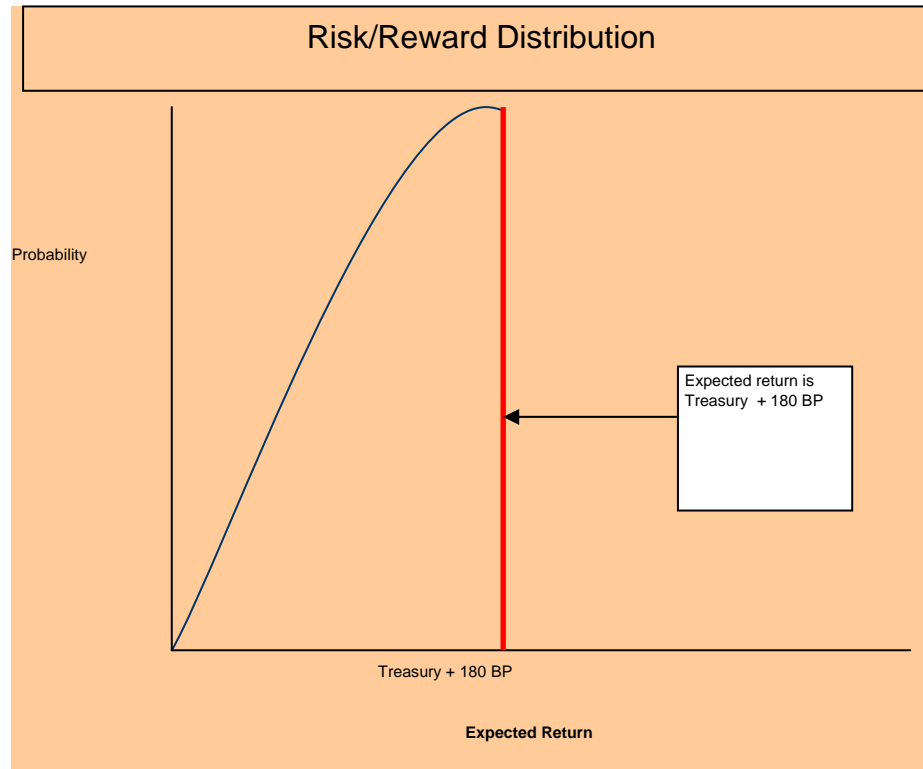 Risk/Reward Distribution
Probability
Expected return is
Treasury + 180 BP
Treasury + 180 BP
Expected Return